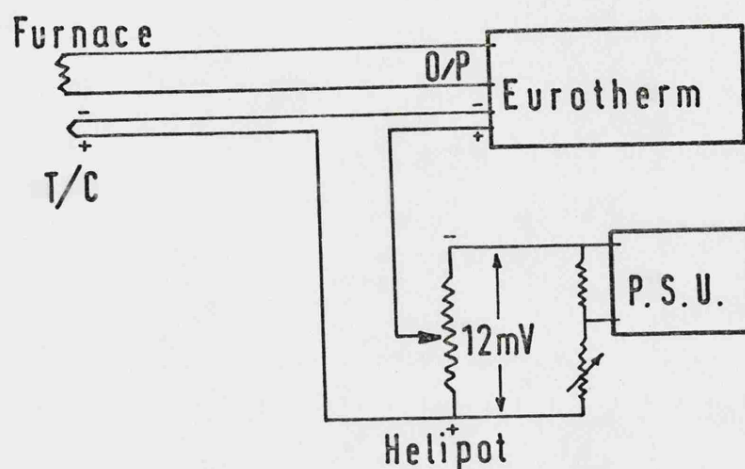 Furnace
O/P
Eurotherm
-
-
+
+
T/C
-
P. S. U.
12mV
+
Helipot